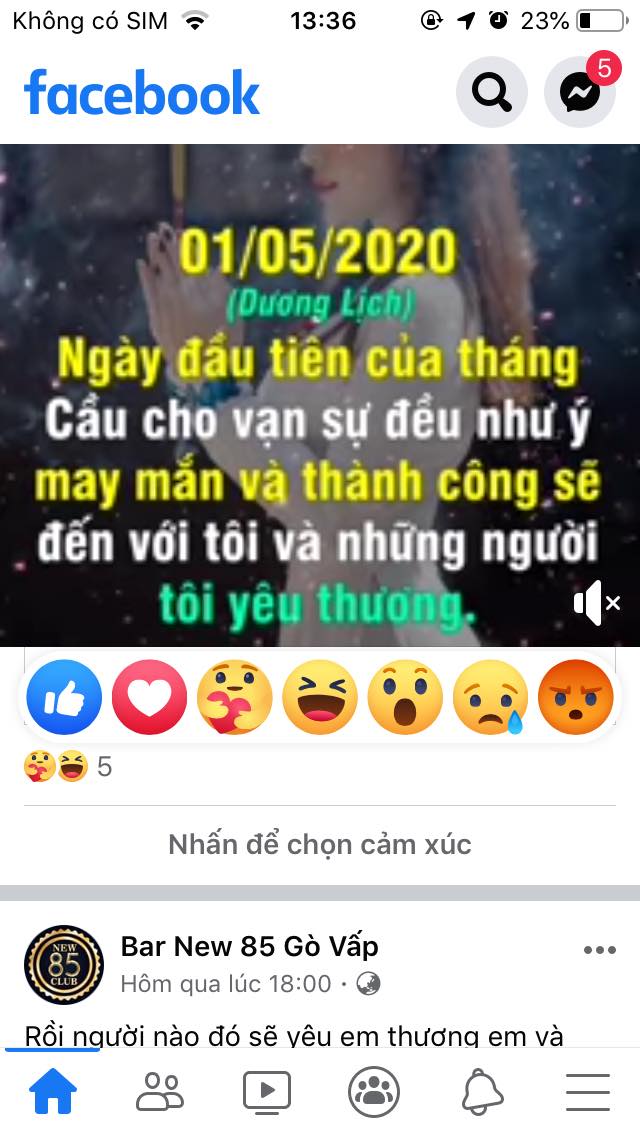 Không có SIM 13:36 23%
facebook
5
01/05/2020
(Dương Lịch)
Ngày đầu tiên của tháng
Cầu cho vạn sự đều như ý
may mắn và thành công sẽ
đến với tôi và những người
tôi yêu thương.
5
Nhấn để chọn cảm xúc
NEW
85
CLUB
Bar New 85 Gò Vấp
Hôm qua lúc 18:00 ·
Rồi người nào đó sẽ yêu em thương em và